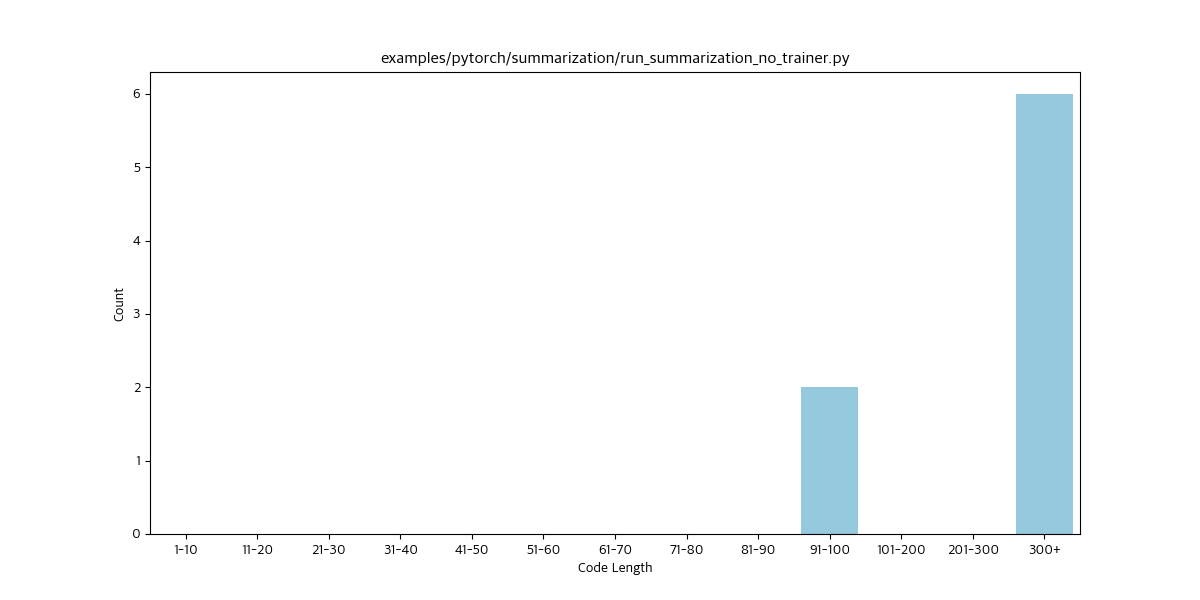 examples/pytorch/summarization/run_summarization_no_trainer.py
6
5
4
3
2
1
0
Count
1-10 11-20 21-30 31-40 41-50 51-60 61-70 71-80 81-90 91-100 101-200 201-300 300+
Code Length